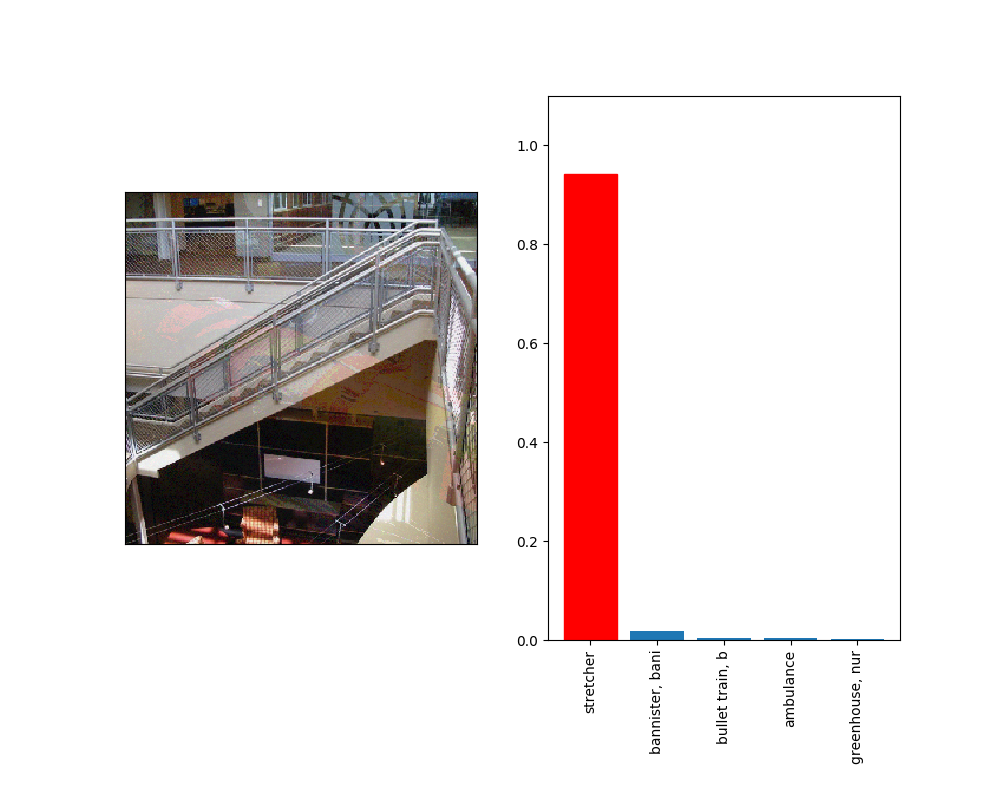 1.0
0.8
0.6
0.4
0.2
0.0
stretcher
bannister, bani
bullet train, b
ambulance
greenhouse, nur